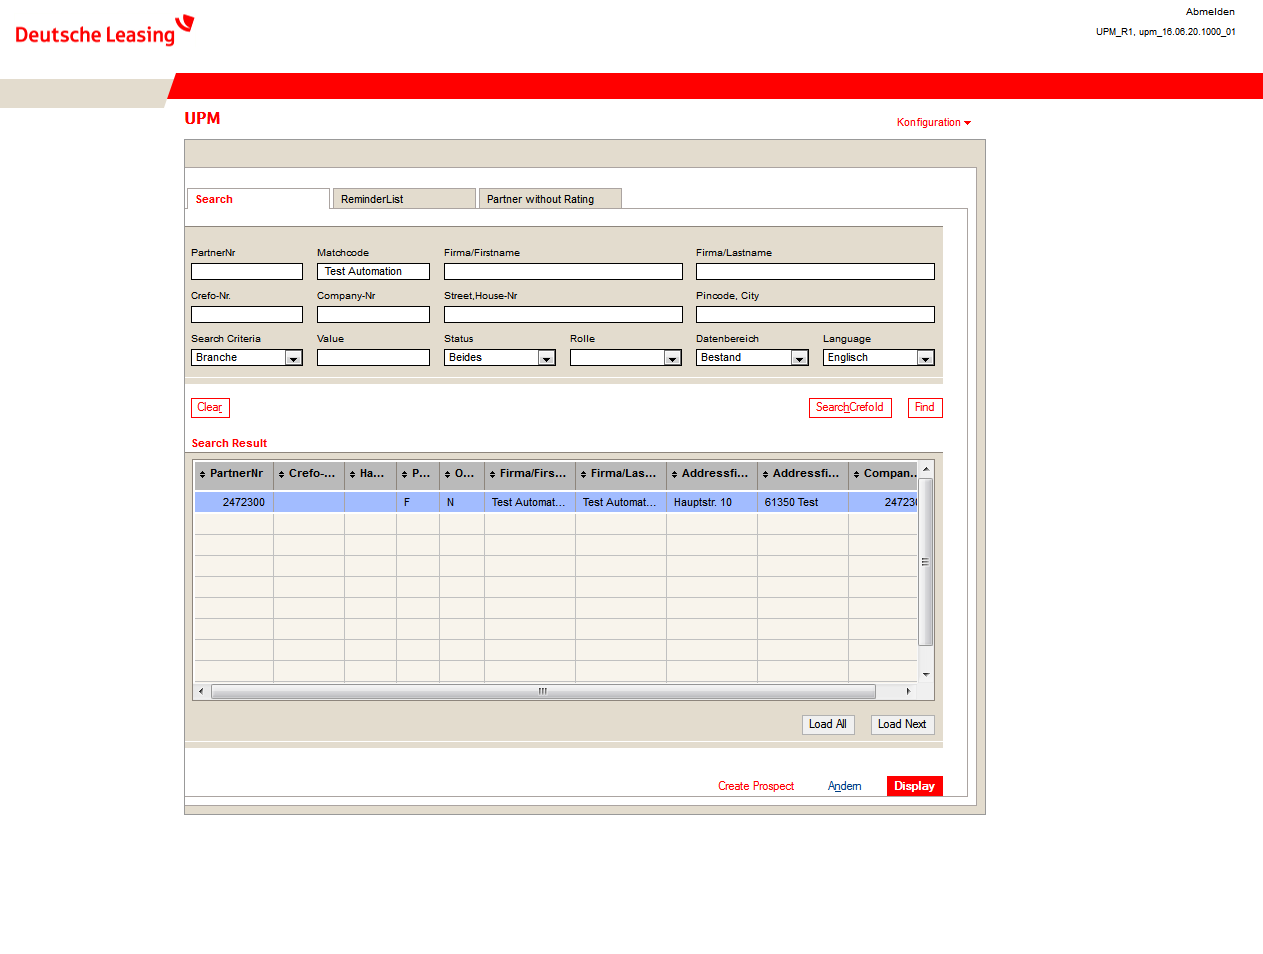 Abmelden
Deutsche Leasing
UPM_R1, upm_16.06.20.1000_01
UPM
Konfiguration
Search
ReminderList
Partner without Rating
PartnerNr
Matchcode
Firma/Firstname
Firma/Lastname
Test Automation
Crefo-Nr.
Company-Nr
Street,House-Nr
Pincode, City
Search Criteria
Value
Status
Rolle
Datenbereich
Language
Branche
Beides
Bestand
Englisch
Clear
SearchCrefoId
Find
Search Result
PartnerNr Crefo-... Ha... P... O... Firma/Firs... Firma/Las... Addressfi... Addressfi... Compan...
2472300 F N Test Automat... Test Automat... Hauptstr. 10 61350 Test 24723
Load All
Load Next
Create Prospect
Ändern
Display